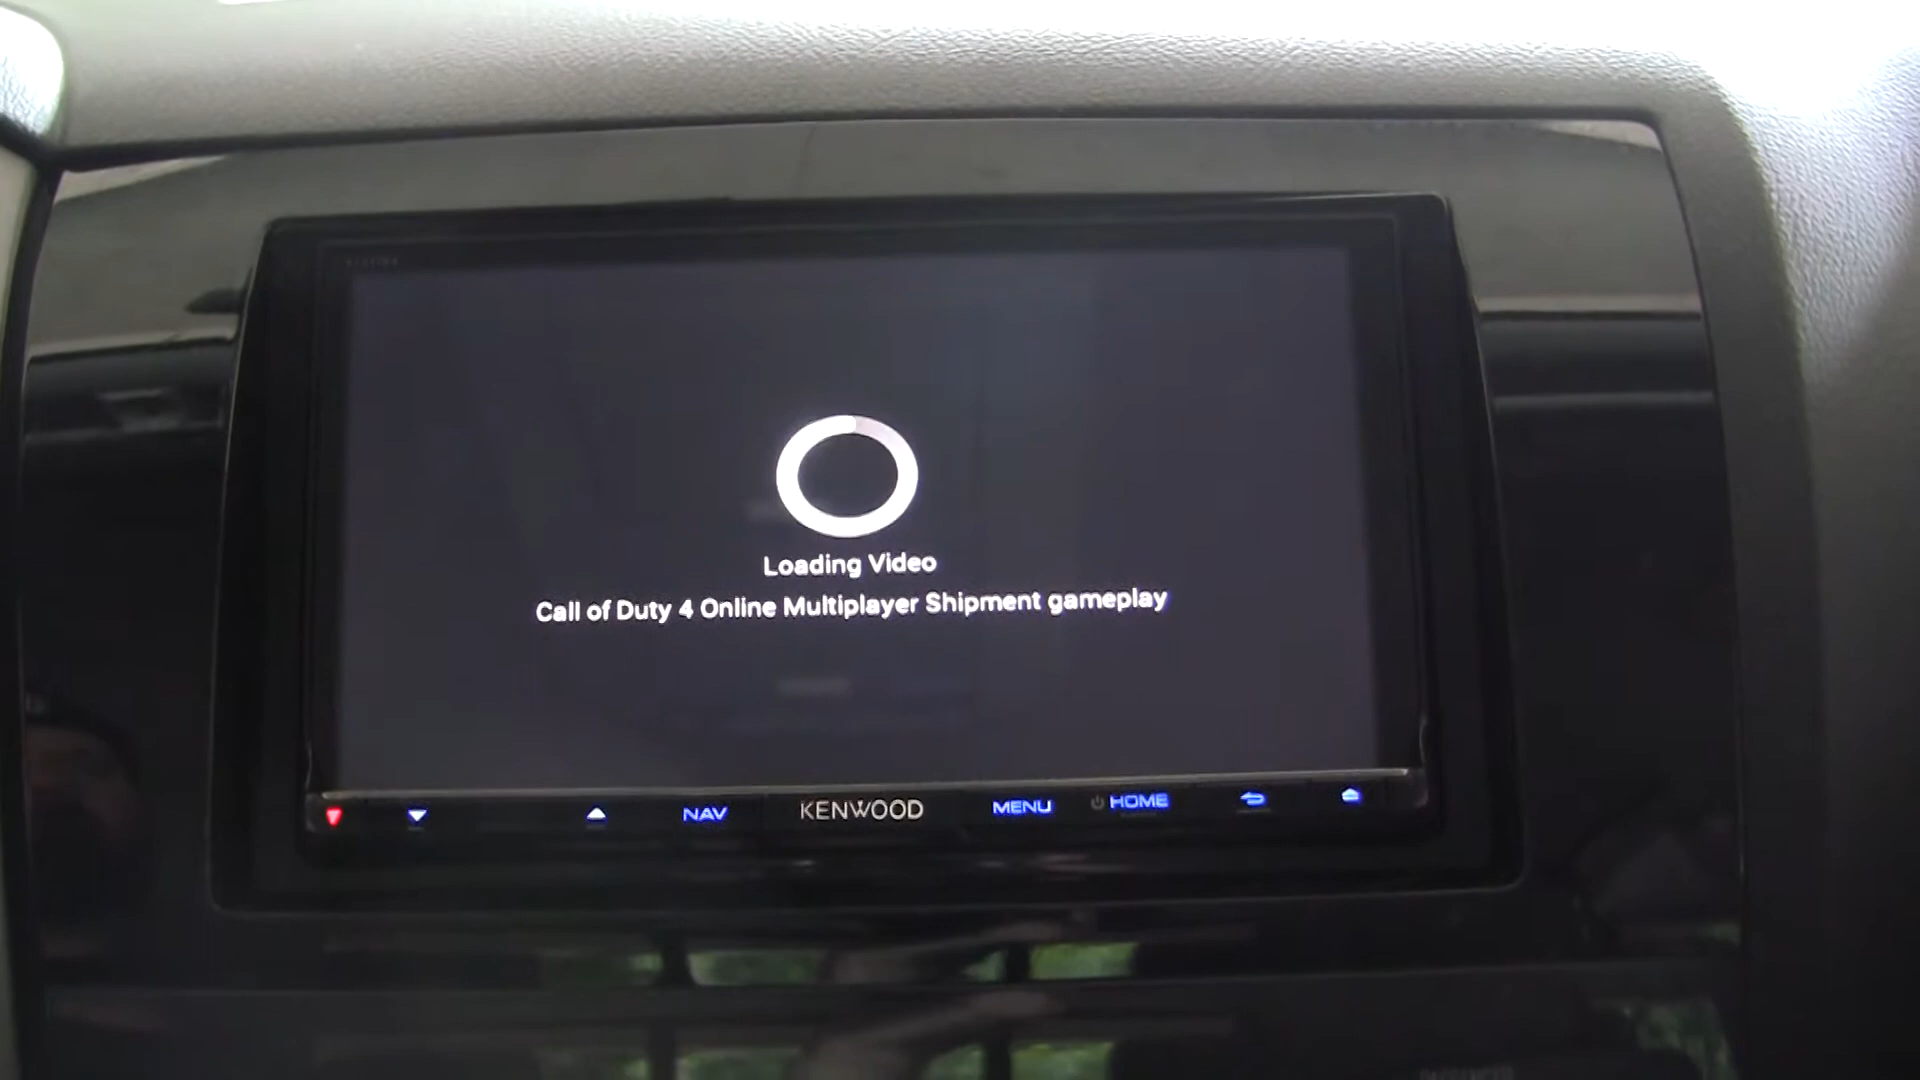 Loading Video
Call of Duty 4 Online Multiplayer Shipment gameplay
NAV KENWOOD MENU HOME